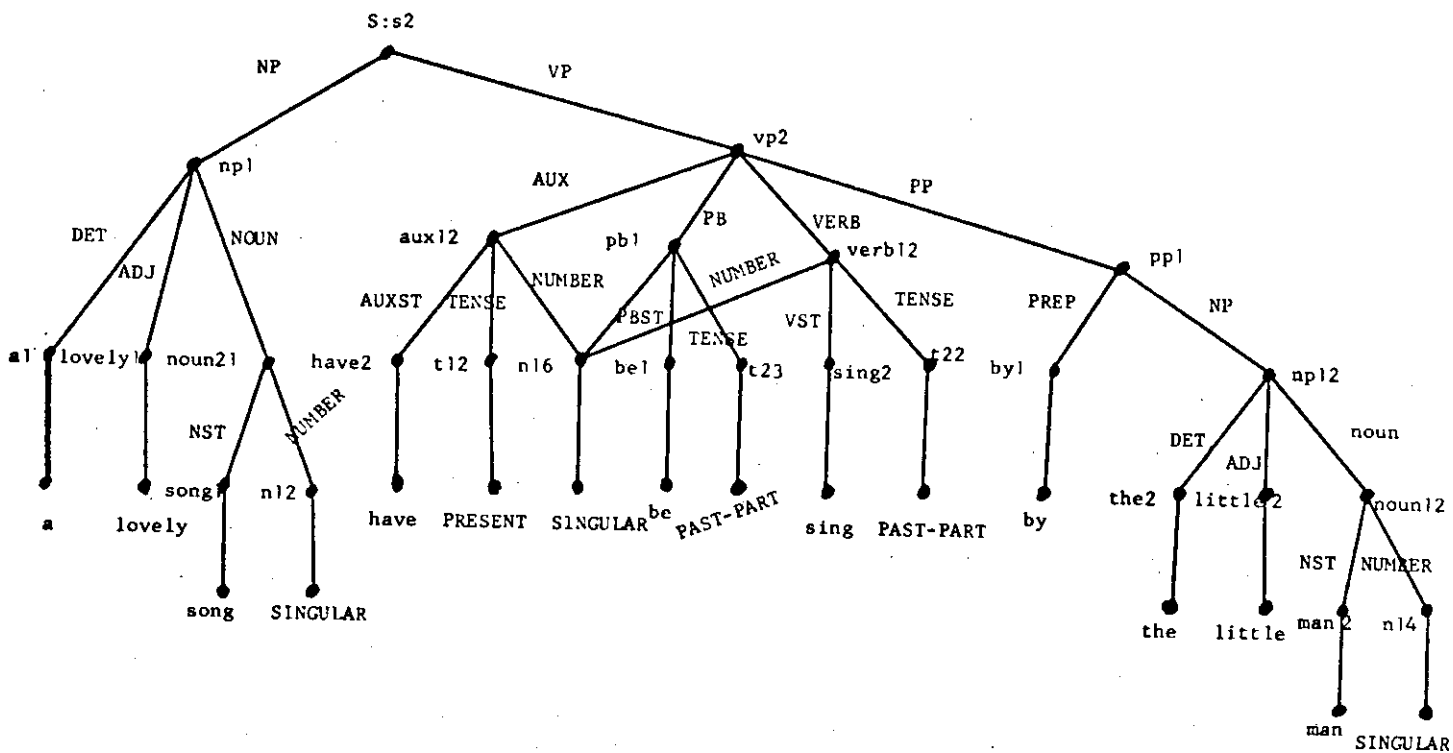 S:s2
NP VP
np1 vp2
AUX PP
DET ADJ NOUN aux12 pb1 PB VERB verb12 pp1
AUXST TENSE NUMBER PBST TENSE NUMBER VST TENSE PREP NP
a1 lovely1 noun21 have2 t12 n16 be1 t23 sing2 t22 by1 np12
NST NUMBER DET ADJ noun
song1 n12 the2 little2 noun12
a lovely have PRESENT SINGULAR be PAST-PART sing PAST-PART by
NST NUMBER
song SINGULAR the little man2 n14
man SINGULAR